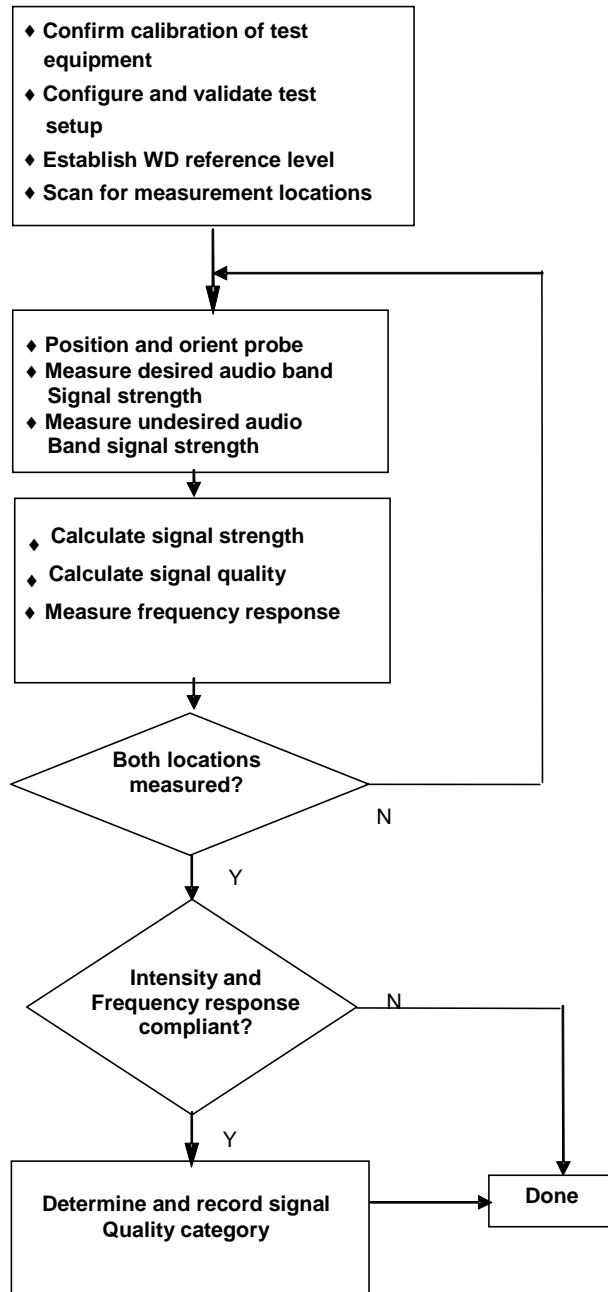 ♦ Confirm calibration of test
equipment
♦ Configure and validate test
setup
♦ Establish WD reference level
♦ Scan for measurement locations
♦ Position and orient probe
♦ Measure desired audio band
Signal strength
♦ Measure undesired audio
Band signal strength
♦ Calculate signal strength
♦ Calculate signal quality
♦ Measure frequency response
Both locations
measured?
N
Y
Intensity and
Frequency response
compliant?
N
Y
Determine and record signal
Quality category
Done